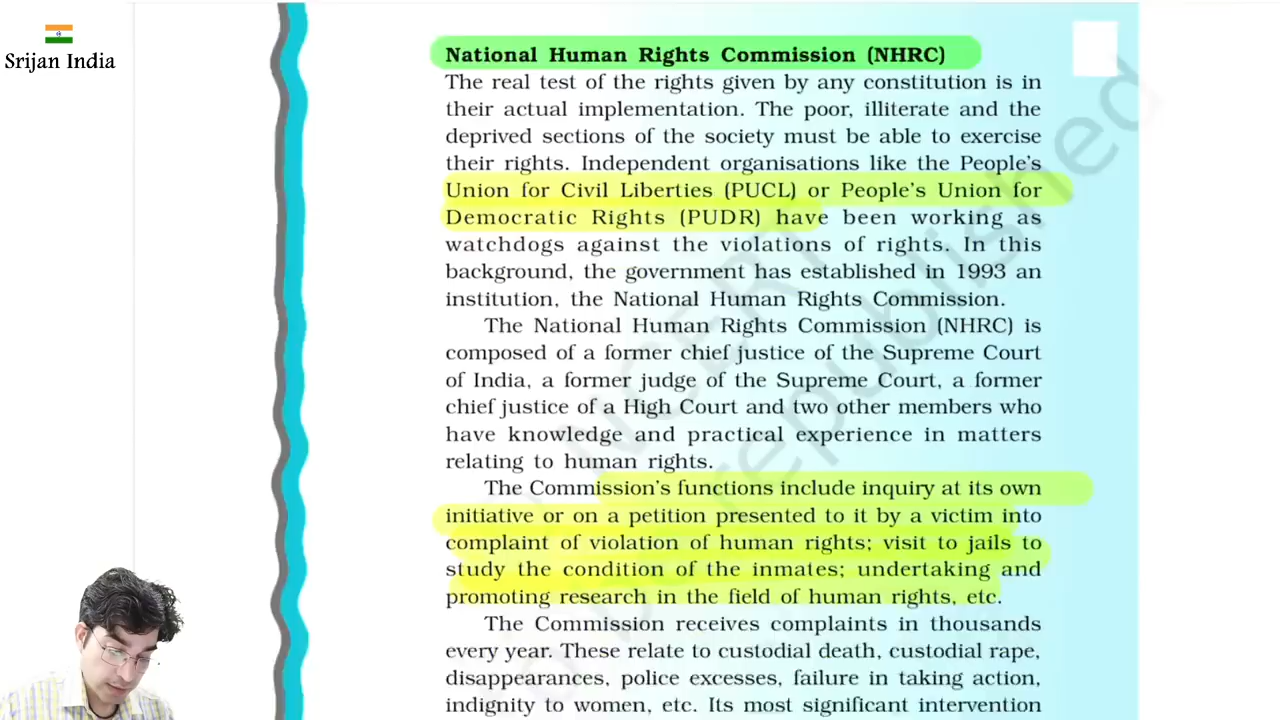 Srijan India
National Human Rights Commission (NHRC)
The real test of the rights given by any constitution is in
their actual implementation. The poor, illiterate and the
deprived sections of the society must be able to exercise
their rights. Independent organisations like the People's
Union for Civil Liberties (PUCL) or People's Union for
Democratic Rights (PUDR) have been working as
watchdogs against the violations of rights. In this
background, the government has established in 1993 an
institution, the National Human Rights Commission.
The National Human Rights Commission (NHRC) is
composed of a former chief justice of the Supreme Court
of India, a former judge of the Supreme Court, a former
chief justice of a High Court and two other members who
have knowledge and practical experience in matters
relating to human rights.
The Commission's functions include inquiry at its own
initiative or on a petition presented to it by a victim into
complaint of violation of human rights; visit to jails to
study the condition of the inmates; undertaking and
promoting research in the field of human rights, etc.
The Commission receives complaints in thousands
every year. These relate to custodial death, custodial rape,
disappearances, police excesses, failure in taking action,
indignity to women, etc. Its most significant intervention